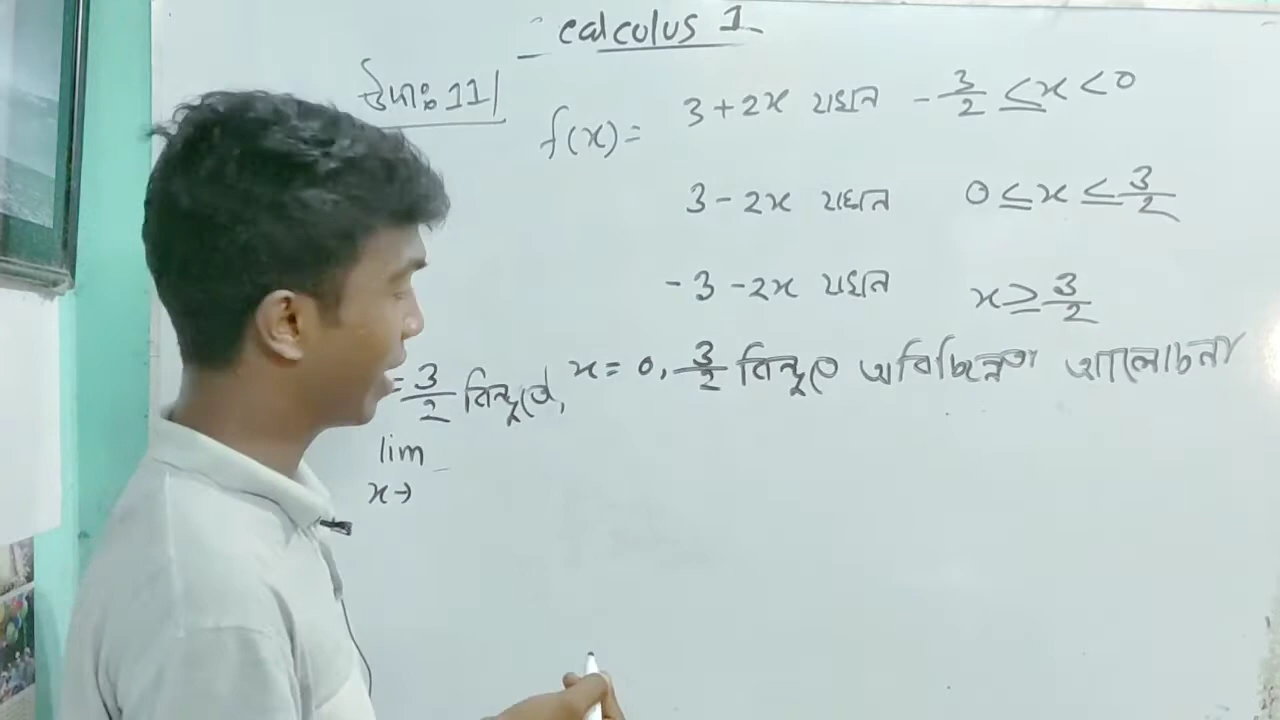 Calculus 1
উদাঃ 11|
f(x) = 3 + 2x যখন - 3/2 ≤ x < 0
3 - 2x যখন 0 ≤ x ≤ 3/2
-3 - 2x যখন x ≥ 3/2
x = 0, 3/2 বিন্দুতে অবিচ্ছিন্নতা আলোচনা
= 3/2 বিন্দুতে,
lim
x→